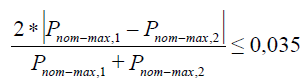 2 * |P_nom−max,1 − P_nom−max,2|
P_nom−max,1 + P_nom−max,2
≤ 0,035